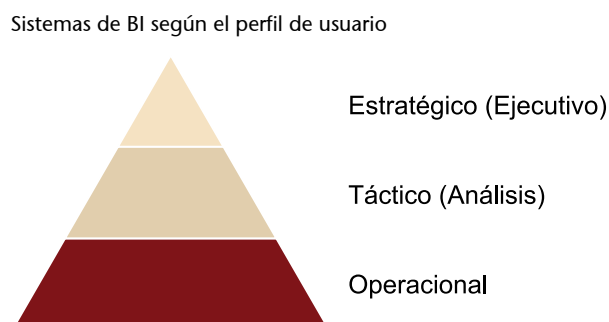 Sistemas de BI según el perfil de usuario
Estratégico (Ejecutivo)
Táctico (Análisis)
Operacional